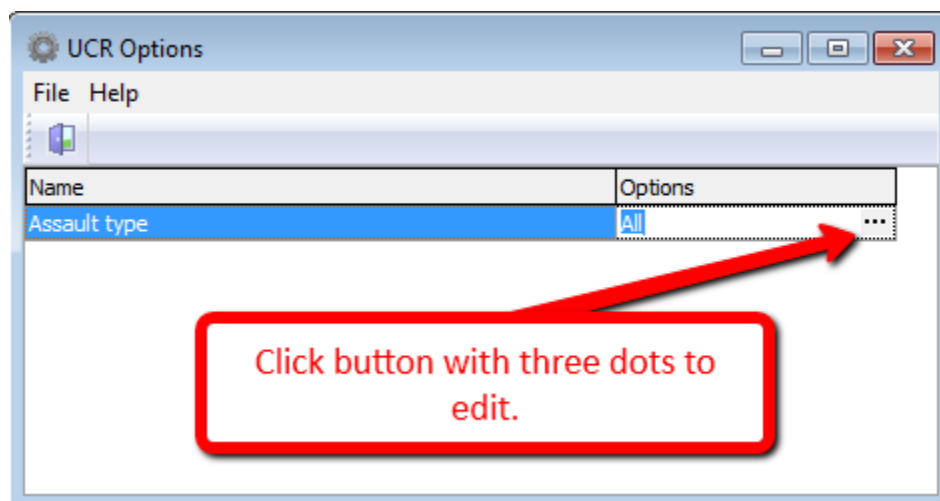 UCR Options
File Help
Name Options
Assault type All ...
Click button with three dots to
edit.